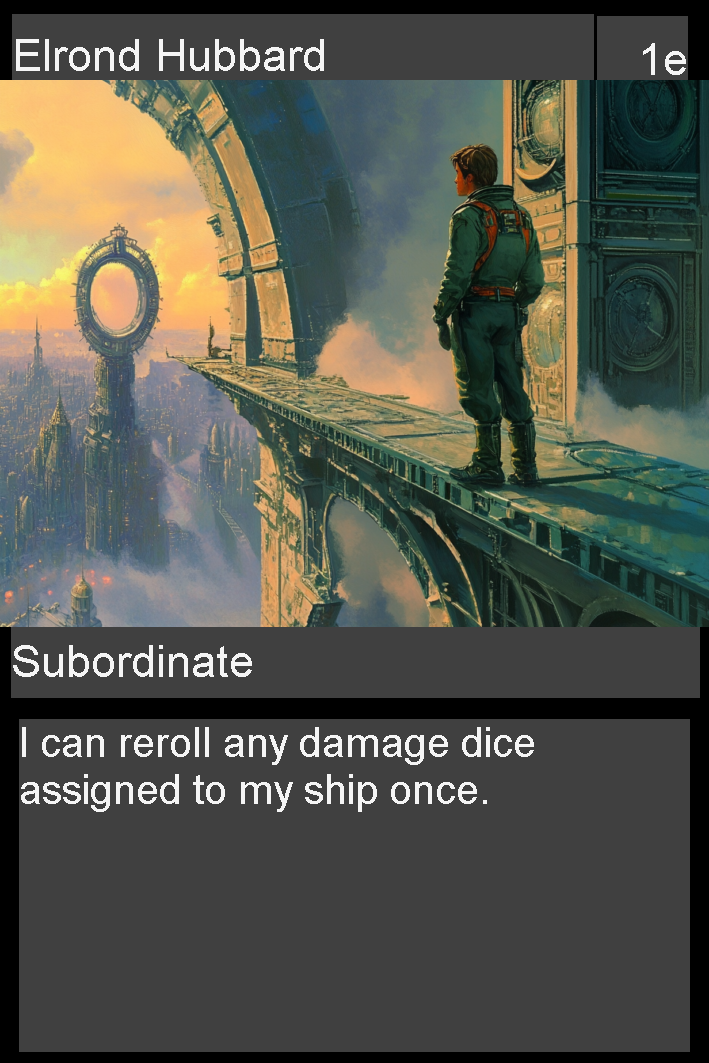 Elrond Hubbard
1e
Subordinate
I can reroll any damage dice
assigned to my ship once.